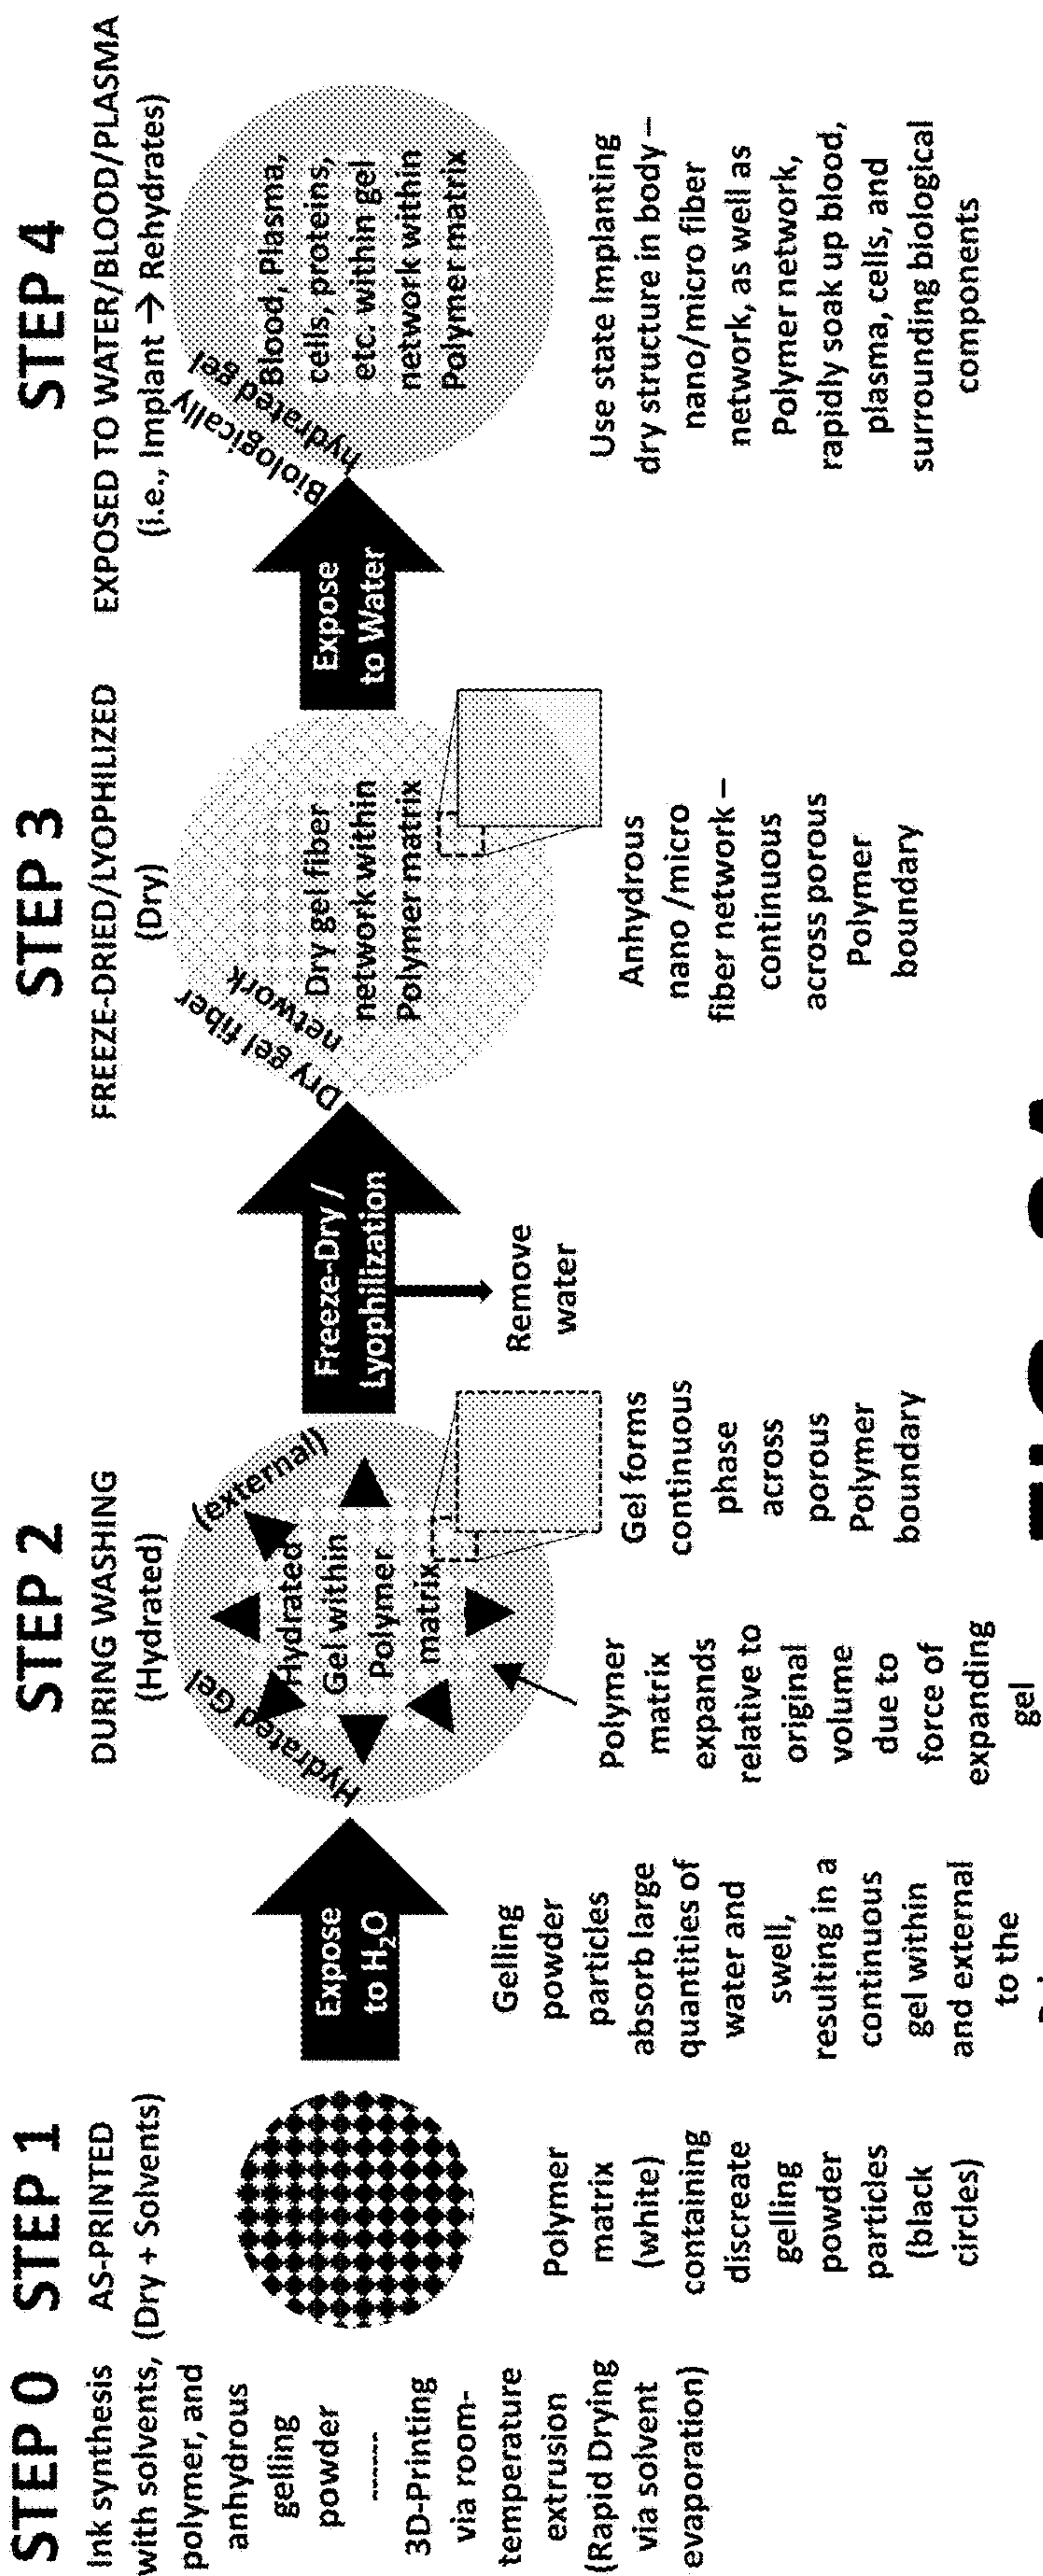 STEP 0
Ink synthesis
with solvents,
polymer, and
anhydrous
gelling
powder
--------
3D-Printing
via room-
temperature
extrusion
(Rapid Drying
via solvent
evaporation)
STEP 1
AS-PRINTED
(Dry + Solvents)
Polymer
matrix
(white)
containing
discreate
gelling
powder
particles
(black
circles)
Expose
to H₂O
Gelling
powder
particles
absorb large
quantities of
water and
swell,
resulting in a
continuous
gel within
and external
to the
STEP 2
DURING WASHING
(Hydrated)
Hydrated Gel
(external)
Hydrated
Gel within
Polymer
matrix
Polymer
matrix
expands
relative to
original
volume
due to
force of
expanding
gel
Gel forms
continuous
phase
across
porous
Polymer
boundary
Freeze-Dry /
Lyophilization
Remove
water
STEP 3
FREEZE-DRIED/LYOPHILIZED
(Dry)
Dry gel fiber
network
Dry gel fiber
network within
Polymer matrix
Anhydrous
nano /micro
fiber network –
continuous
across porous
Polymer
boundary
Expose
to Water
STEP 4
EXPOSED TO WATER/BLOOD/PLASMA
(i.e., Implant → Rehydrates)
Biologically
hydrated gel
Blood, Plasma,
cells, proteins,
etc. within gel
network within
Polymer matrix
Use state Implanting
dry structure in body –
nano/micro fiber
network, as well as
Polymer network,
rapidly soak up blood,
plasma, cells, and
surrounding biological
components